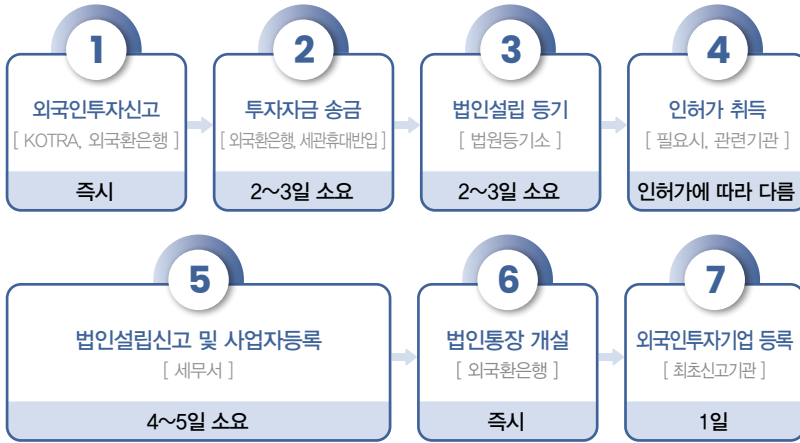 1
외국인투자신고
[ KOTRA, 외국환은행 ]
즉시
2
투자자금 송금
[ 외국환은행, 세관휴대반입 ]
2~3일 소요
3
법인설립 등기
[ 법원등기소 ]
2~3일 소요
4
인허가 취득
[ 필요시, 관련기관 ]
인허가에 따라 다름
5
법인설립신고 및 사업자등록
[ 세무서 ]
4~5일 소요
6
법인통장 개설
[ 외국환은행 ]
즉시
7
외국인투자기업 등록
[ 최초신고기관 ]
1일